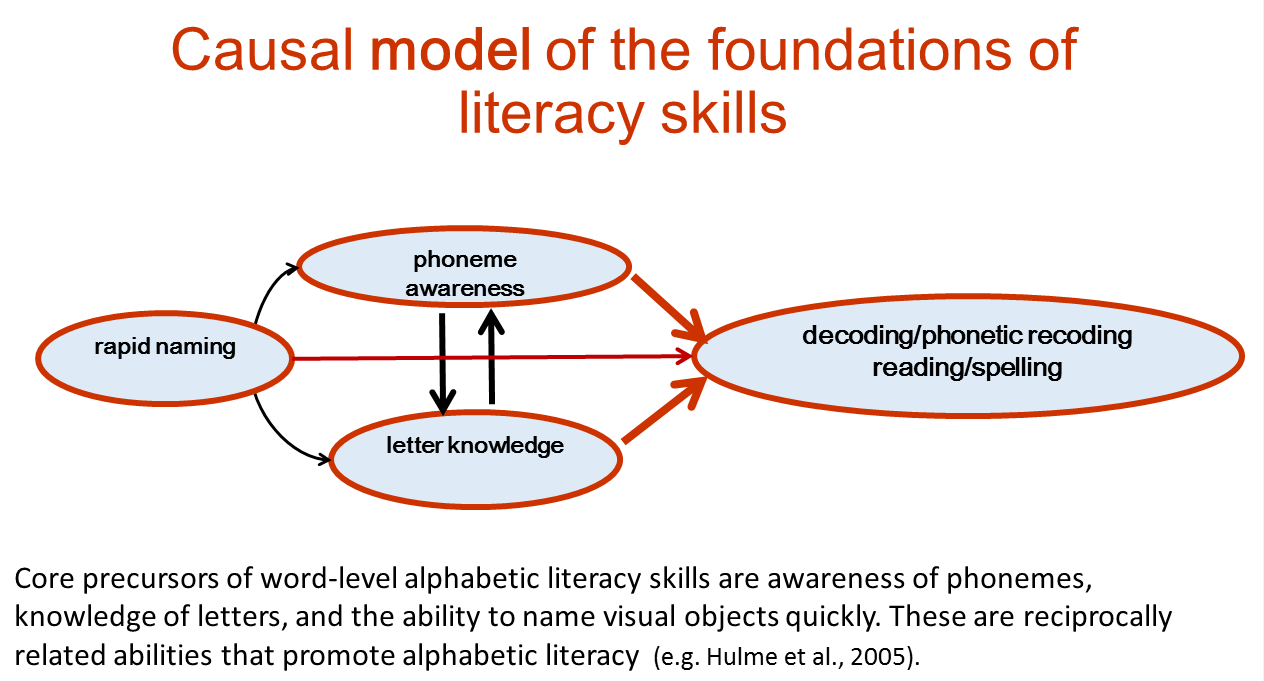 Causal model of the foundations of
literacy skills
phoneme
awareness
rapid naming
decoding/phonetic recoding
reading/spelling
letter knowledge
Core precursors of word-level alphabetic literacy skills are awareness of phonemes,
knowledge of letters, and the ability to name visual objects quickly. These are reciprocally
related abilities that promote alphabetic literacy (e.g. Hulme et al., 2005).